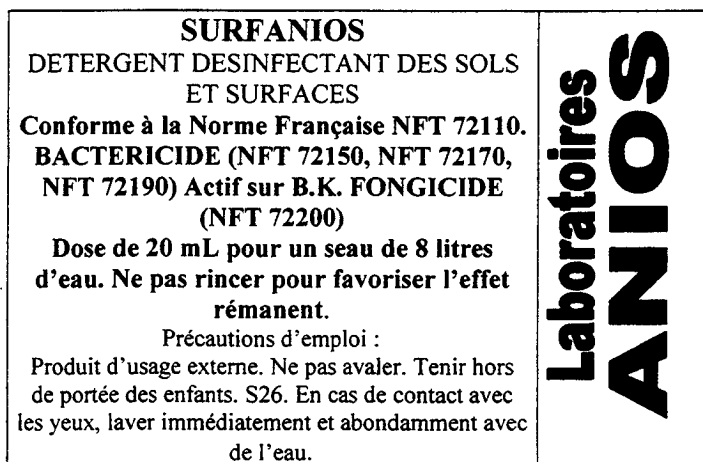 SURFANIOS
DETERGENT DESINFECTANT DES SOLS
ET SURFACES
Conforme à la Norme Française NFT 72110.
BACTERICIDE (NFT 72150, NFT 72170,
NFT 72190) Actif sur B.K. FONGICIDE
(NFT 72200)
Dose de 20 mL pour un seau de 8 litres
d'eau. Ne pas rincer pour favoriser l'effet
rémanent.
Précautions d'emploi :
Produit d'usage externe. Ne pas avaler. Tenir hors
de portée des enfants. S26. En cas de contact avec
les yeux, laver immédiatement et abondamment avec
de l'eau.
Laboratoires
ANIOS